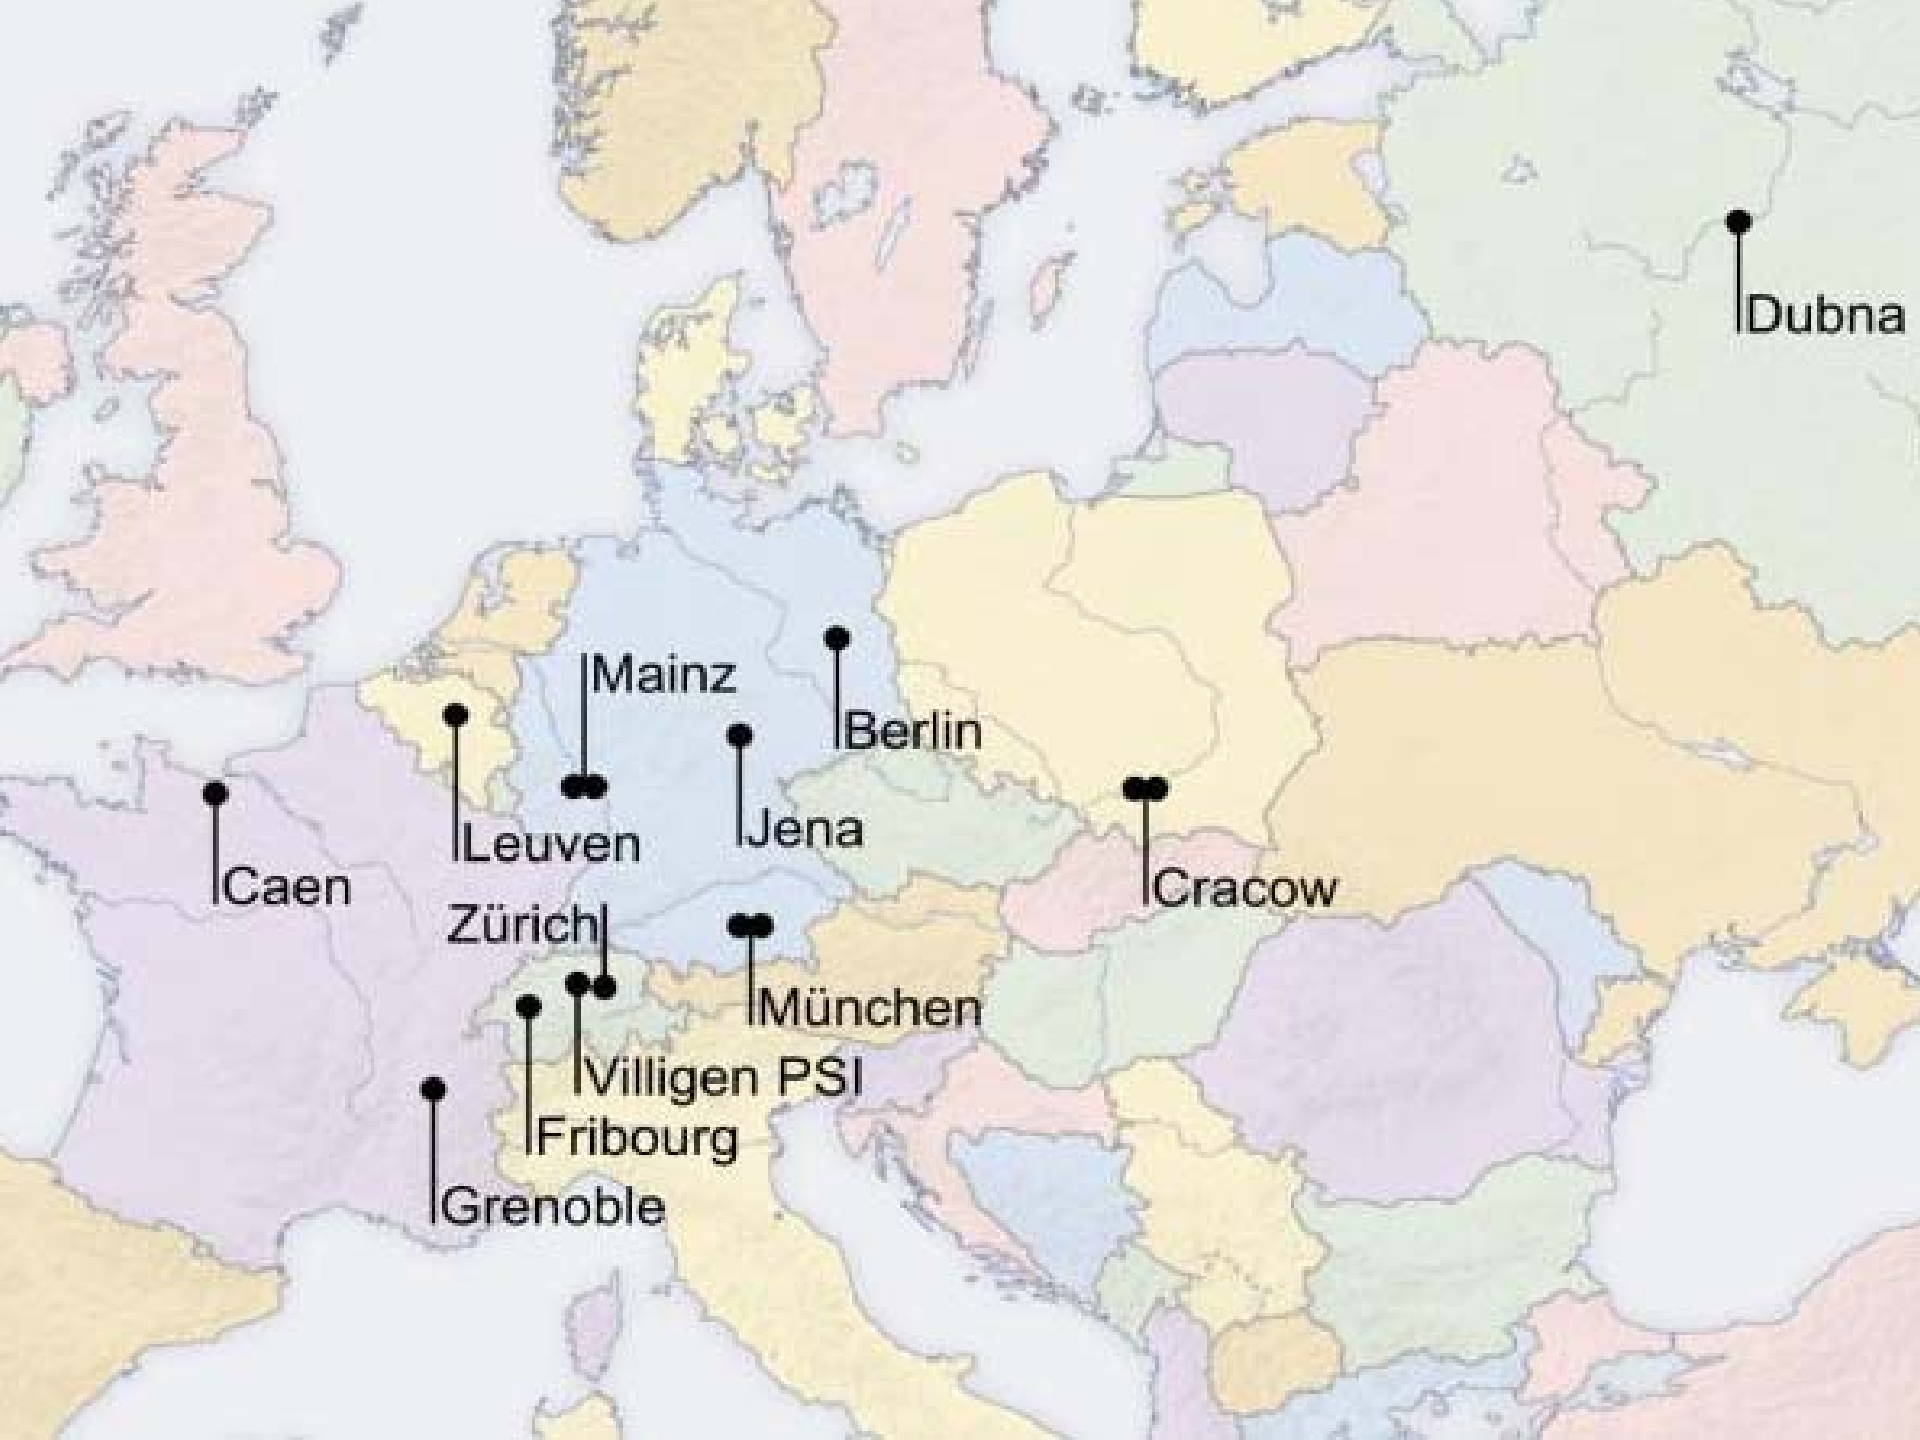 Dubna
Mainz
Berlin
Leuven
Jena
Caen
Cracow
Zürich
München
Villigen PSI
Fribourg
Grenoble